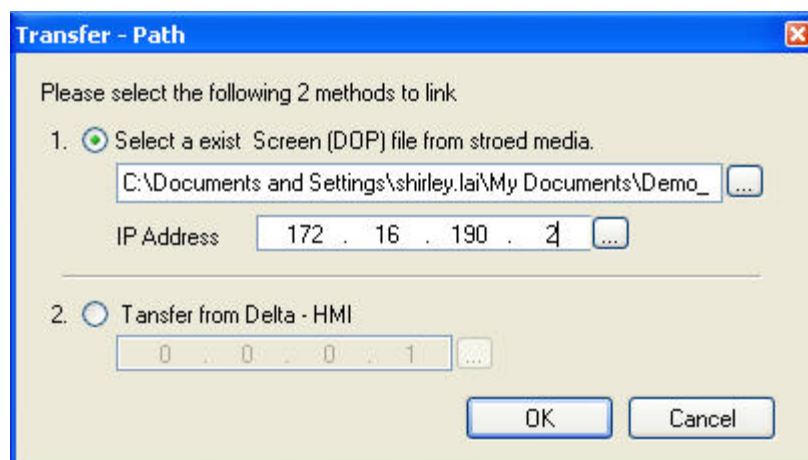 Transfer - Path
Please select the following 2 methods to link
1. Select a exist Screen (DOP) file from stroed media.
C:\Documents and Settings\shirley.lai\My Documents\Demo_ ...
IP Address 172 . 16 . 190 . 2 ...
2. Tansfer from Delta - HMI
0 . 0 . 0 . 1 ...
OK Cancel